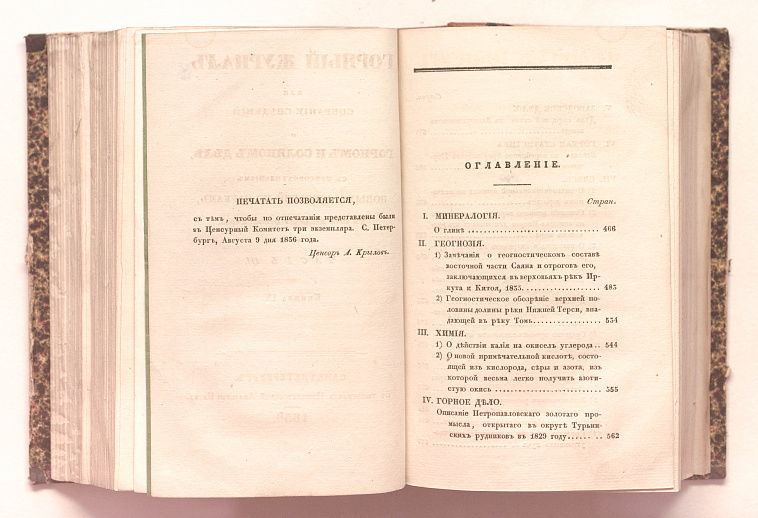 ПЕЧАТАТЬ ПОЗВОЛЯЕТСЯ,
съ тѣмъ, чтобы по отпечатаніи представлены были
въ Ценсурный Комитетъ три экземпляра. С. Петер-
бургъ, Августа 9 дня 1836 года.
Ценсоръ А. Крыловъ.
ОГЛАВЛЕНІЕ.
Стран.
I. МИНЕРАЛОГІЯ.
О глинѣ 466
II. ГЕОГНОЗІЯ.
1) Замѣчанія о геогностическомъ составѣ
восточной части Саяна и отроговъ его,
заключающихся въ верховьяхъ рѣкъ Ир-
кута и Китоя, 1835. 483
2) Геогностическое обозрѣніе верхней по-
ловины долины рѣки Нижней Терси, впа-
дающей въ рѣку Томь. 534
III. ХИМІЯ.
1) О дѣйствіи калія на окиселъ углерода.. 544
2) О новой примѣчательной кислотѣ, состо-
ящей изъ кислорода, сѣры и азота, изъ
которой весьма легко получить азоти-
стую окись 555
IV. ГОРНОЕ ДѢЛО.
Описаніе Петропавловскаго золотаго про-
мысла, открытаго въ округѣ Турьин-
скихъ рудниковъ въ 1829 году. 562